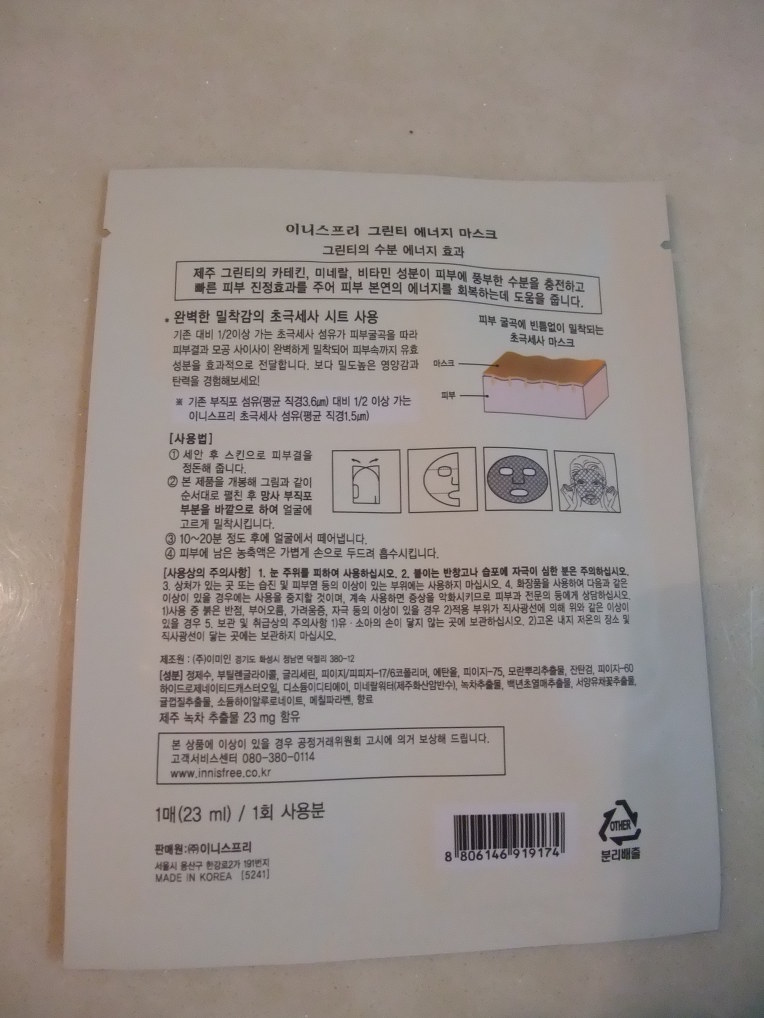 이니스프리 그린티 에너지 마스크
그린티의 수분 에너지 효과
제주 그린티의 카테킨, 미네랄, 비타민 성분이 피부에 풍부한 수분을 충전하고
빠른 피부 진정효과를 주어 피부 본연의 에너지를 회복하는데 도움을 줍니다.
* 완벽한 밀착감의 초극세사 시트 사용
기존 대비 1/2이상 가는 초극세사 섬유가 피부굴곡을 따라
피부결과 모공 사이사이 완벽하게 밀착되어 피부속까지 유효
성분을 효과적으로 전달합니다. 보다 밀도높은 영양감과
탄력을 경험해보세요!
※ 기존 부직포 섬유(평균 직경3.6㎛) 대비 1/2 이상 가는
이니스프리 초극세사 섬유(평균 직경1.5㎛)
피부 굴곡에 빈틈없이 밀착되는
초극세사 마스크
마스크
피부
[사용법]
① 세안 후 스킨으로 피부결을
정돈해 줍니다.
② 본 제품을 개봉해 그림과 같이
순서대로 펼친 후 망사 부직포
부분을 바깥으로 하여 얼굴에
고르게 밀착시킵니다.
③ 10~20분 정도 후에 얼굴에서 떼어냅니다.
④ 피부에 남은 농축액은 가볍게 손으로 두드려 흡수시킵니다.
[사용상의 주의사항] 1. 눈 주위를 피하여 사용하십시오. 2. 붙이는 반창고나 습포에 자극이 심한 분은 주의하십시오.
3. 상처가 있는 곳 또는 습진 및 피부염 등의 이상이 있는 부위에는 사용하지 마십시오. 4. 화장품을 사용하여 다음과 같은
이상이 있을 경우에는 사용을 중지할 것이며, 계속 사용하면 증상을 악화시키므로 피부과 전문의 등에게 상담하십시오.
1)사용 중 붉은 반점, 부어오름, 가려움증, 자극 등의 이상이 있을 경우 2)적용 부위가 직사광선에 의해 위와 같은 이상이
있을 경우 5. 보관 및 취급상의 주의사항 1)유·소아의 손이 닿지 않는 곳에 보관하십시오. 2)고온 내지 저온의 장소 및
직사광선이 닿는 곳에는 보관하지 마십시오.
제조원 : (주)이미인 경기도 화성시 정남면 덕절리 380-12
[성분] 정제수, 부틸렌글라이콜, 글리세린, 피이지/피피지-17/6코폴리머, 에탄올, 피이지-75, 모란뿌리추출물, 잔탄검, 피이지-60
하이드로제네이티드캐스터오일, 디소듐이디티에이, 미네랄워터(제주화산암반수), 녹차추출물, 백년초열매추출물, 서양유채꽃추출물,
귤껍질추출물, 소듐하이알루로네이트, 메칠파라벤, 향료
제주 녹차 추출물 23 mg 함유
본 상품에 이상이 있을 경우 공정거래위원회 고시에 의거 보상해 드립니다.
고객서비스센터 080-380-0114
www.innisfree.co.kr
1매(23 ml) / 1회 사용분
판매원:㈜이니스프리
서울시 용산구 한강로2가 191번지
MADE IN KOREA [5241]
8 806146 919174
OTHER
분리배출